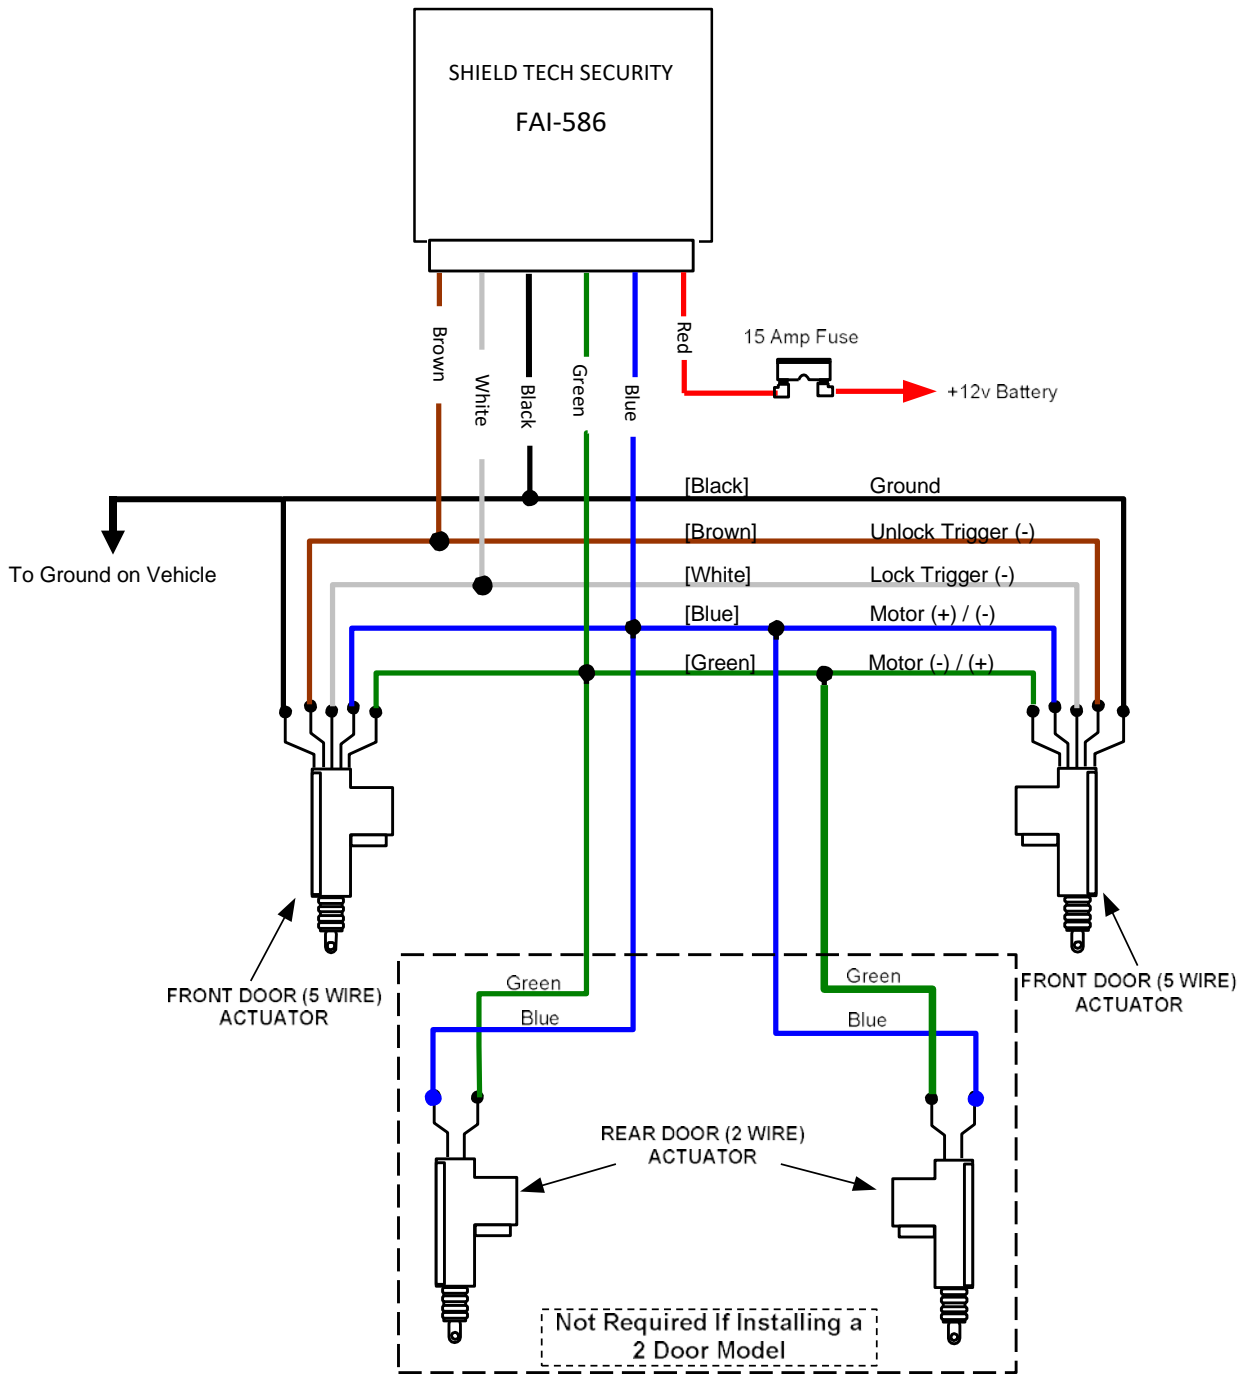 SHIELD TECH SECURITY
FAI-586
Brown
White
Black
Green
Blue
Red
15 Amp Fuse
+12v Battery
[Black] Ground
[Brown] Unlock Trigger (-)
To Ground on Vehicle
[White] Lock Trigger (-)
[Blue] Motor (+) / (-)
[Green] Motor (-) / (+)
FRONT DOOR (5 WIRE)
ACTUATOR
FRONT DOOR (5 WIRE)
ACTUATOR
Green
Blue
Green
Blue
REAR DOOR (2 WIRE)
ACTUATOR
Not Required If Installing a
2 Door Model